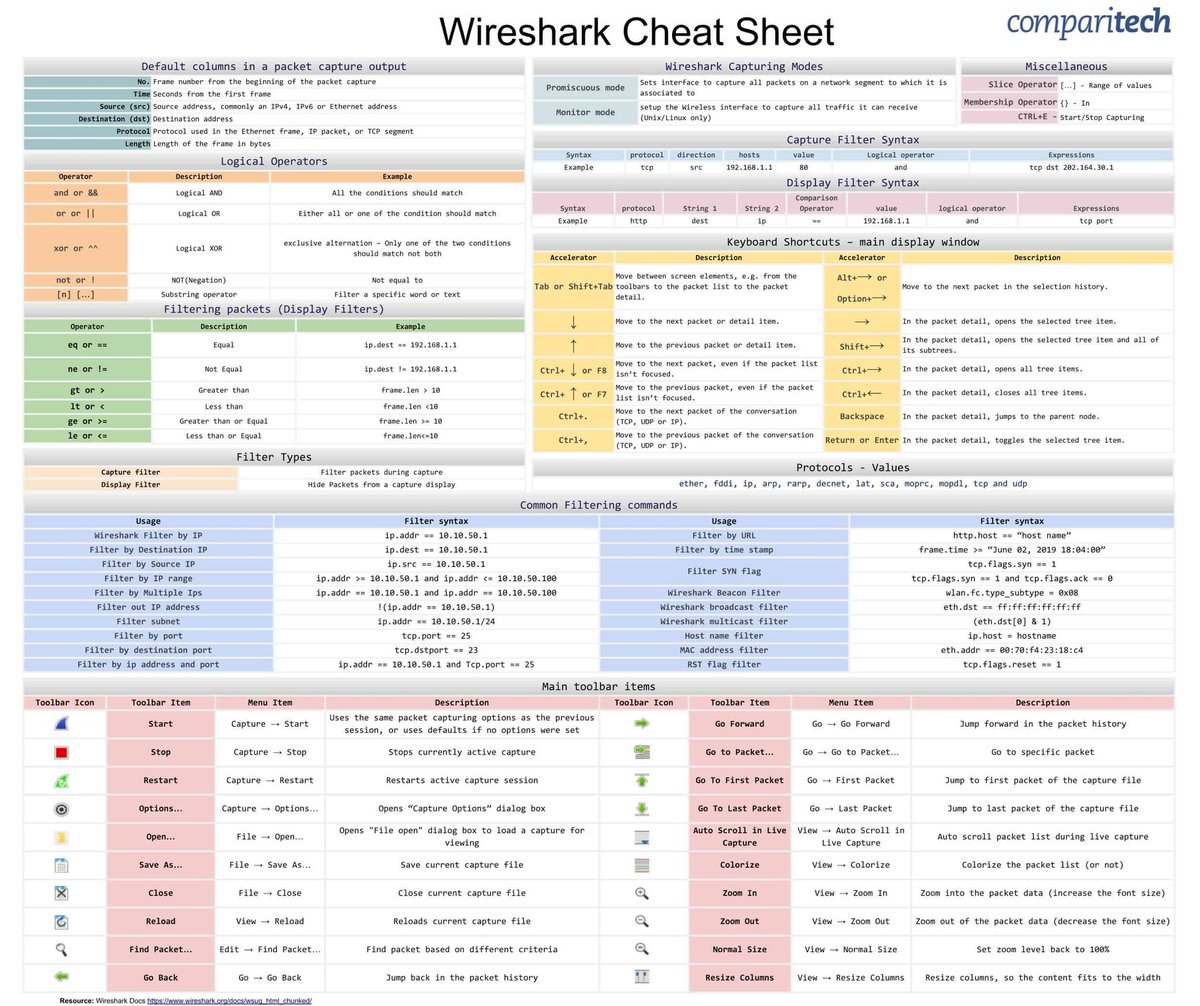 Wireshark Cheat Sheet
comparitech
Default columns in a packet capture output
No. Frame number from the beginning of the packet capture
Time Seconds from the first frame
Source (src) Source address, commonly an IPv4, IPv6 or Ethernet address
Destination (dst) Destination address
Protocol Protocol used in the Ethernet frame, IP packet, or TCP segment
Length Length of the frame in bytes
Logical Operators
Operator Description Example
and or && Logical AND All the conditions should match
or or || Logical OR Either all or one of the condition should match
xor or ^^ Logical XOR exclusive alternation – Only one of the two conditions
should match not both
not or ! NOT(Negation) Not equal to
[n] […] Substring operator Filter a specific word or text
Filtering packets (Display Filters)
Operator Description Example
eq or == Equal ip.dest == 192.168.1.1
ne or != Not Equal ip.dest != 192.168.1.1
gt or > Greater than frame.len > 10
lt or < Less than frame.len <10
ge or >= Greater than or Equal frame.len >= 10
le or <= Less than or Equal frame.len<=10
Filter Types
Capture filter Filter packets during capture
Display Filter Hide Packets from a capture display
Wireshark Capturing Modes
Promiscuous mode Sets interface to capture all packets on a network segment to which it is
associated to
Monitor mode setup the Wireless interface to capture all traffic it can receive
(Unix/Linux only)
Miscellaneous
Slice Operator […] - Range of values
Membership Operator {} - In
CTRL+E - Start/Stop Capturing
Capture Filter Syntax
Syntax protocol direction hosts value Logical operator Expressions
Example tcp src 192.168.1.1 80 and tcp dst 202.164.30.1
Display Filter Syntax
Syntax protocol String 1 String 2 Comparison
Operator value logical operator Expressions
Example http dest ip == 192.168.1.1 and tcp port
Keyboard Shortcuts – main display window
Accelerator Description Accelerator Description
Tab or Shift+Tab Move between screen elements, e.g. from the
toolbars to the packet list to the packet
detail.
Alt+→ or
Option+→ Move to the next packet in the selection history.
↓ Move to the next packet or detail item.
→ In the packet detail, opens the selected tree item.
↑ Move to the previous packet or detail item.
Shift+→ In the packet detail, opens the selected tree item and all of
its subtrees.
Ctrl+ ↓ or F8 Move to the next packet, even if the packet list
isn’t focused.
Ctrl+→ In the packet detail, opens all tree items.
Ctrl+ ↑ or F7 Move to the previous packet, even if the packet
list isn’t focused.
Ctrl+← In the packet detail, closes all tree items.
Ctrl+. Move to the next packet of the conversation
(TCP, UDP or IP).
Backspace In the packet detail, jumps to the parent node.
Ctrl+, Move to the previous packet of the conversation
(TCP, UDP or IP).
Return or Enter In the packet detail, toggles the selected tree item.
Protocols - Values
ether, fddi, ip, arp, rarp, decnet, lat, sca, moprc, mopdl, tcp and udp
Common Filtering commands
Usage Filter syntax Usage Filter syntax
Wireshark Filter by IP ip.addr == 10.10.50.1 Filter by URL http.host == “host name”
Filter by Destination IP ip.dest == 10.10.50.1 Filter by time stamp frame.time >= “June 02, 2019 18:04:00”
Filter by Source IP ip.src == 10.10.50.1 Filter SYN flag tcp.flags.syn == 1
Filter by IP range ip.addr >= 10.10.50.1 and ip.addr <= 10.10.50.100 tcp.flags.syn == 1 and tcp.flags.ack == 0
Filter by Multiple Ips ip.addr == 10.10.50.1 and ip.addr == 10.10.50.100 Wireshark Beacon Filter wlan.fc.type_subtype = 0x08
Filter out IP address !(ip.addr == 10.10.50.1) Wireshark broadcast filter eth.dst == ff:ff:ff:ff:ff:ff
Filter subnet ip.addr == 10.10.50.1/24 Wireshark multicast filter (eth.dst[0] & 1)
Filter by port tcp.port == 25 Host name filter ip.host = hostname
Filter by destination port tcp.dstport == 23 MAC address filter eth.addr == 00:70:f4:23:18:c4
Filter by ip address and port ip.addr == 10.10.50.1 and Tcp.port == 25 RST flag filter tcp.flags.reset == 1
Main toolbar items
Toolbar Icon Toolbar Item Menu Item Description Toolbar Icon Toolbar Item Menu Item Description
Start Capture → Start Uses the same packet capturing options as the previous
session, or uses defaults if no options were set
Go Forward Go → Go Forward Jump forward in the packet history
Stop Capture → Stop Stops currently active capture Go to Packet… Go → Go to Packet… Go to specific packet
Restart Capture → Restart Restarts active capture session Go To First Packet Go → First Packet Jump to first packet of the capture file
Options… Capture → Options… Opens “Capture Options” dialog box Go To Last Packet Go → Last Packet Jump to last packet of the capture file
Open… File → Open… Opens "File open" dialog box to load a capture for
viewing
Auto Scroll in Live
Capture View → Auto Scroll in
Live Capture Auto scroll packet list during live capture
Save As… File → Save As… Save current capture file Colorize View → Colorize Colorize the packet list (or not)
Close File → Close Close current capture file Zoom In View → Zoom In Zoom into the packet data (increase the font size)
Reload View → Reload Reloads current capture file Zoom Out View → Zoom Out Zoom out of the packet data (decrease the font size)
Find Packet… Edit → Find Packet… Find packet based on different criteria Normal Size View → Normal Size Set zoom level back to 100%
Go Back Go → Go Back Jump back in the packet history Resize Columns View → Resize Columns Resize columns, so the content fits to the width
Resource: Wireshark Docs https://www.wireshark.org/docs/wsug_html_chunked/